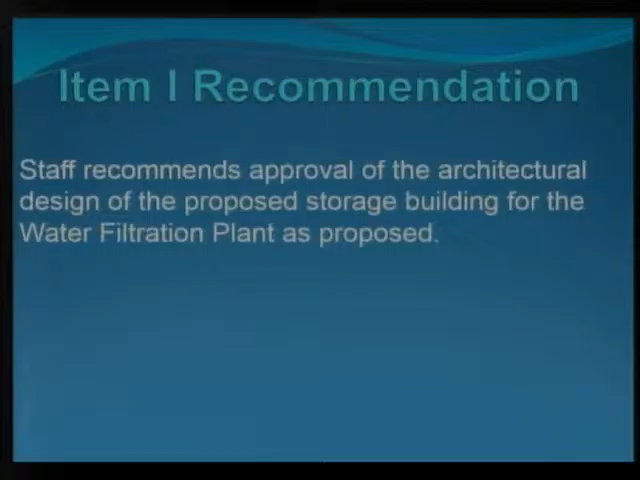 Item I Recommendation
Staff recommends approval of the architectural
design of the proposed storage building for the
Water Filtration Plant as proposed.